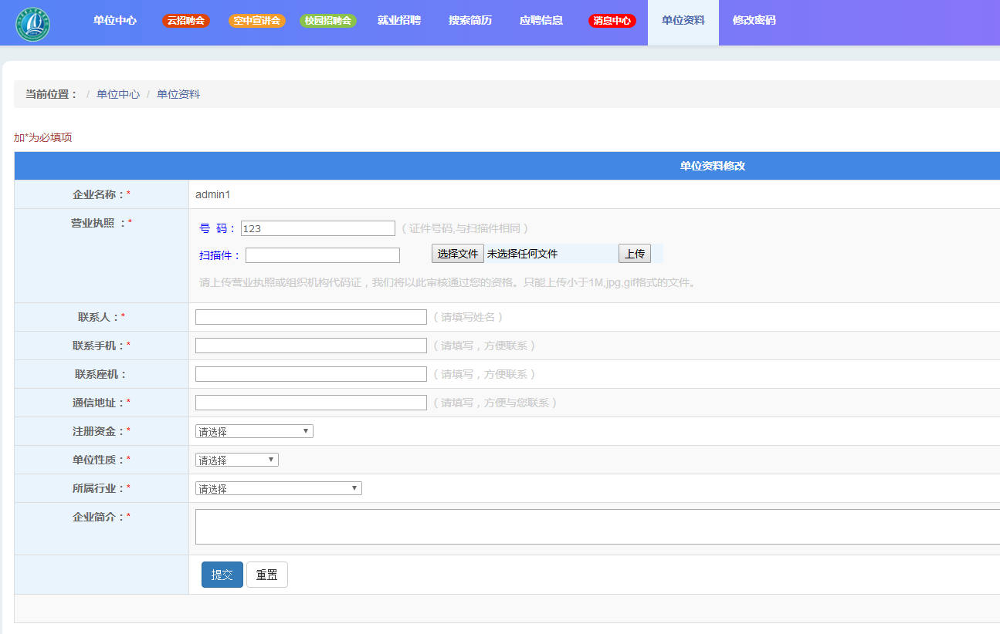 单位中心 云招聘会 空中宣讲会 校园招聘会 就业招聘 搜索简历 应聘信息 消息中心 单位资料 修改密码
当前位置： / 单位中心 / 单位资料
加*为必填项
单位资料修改
企业名称：* admin1
营业执照 ：*
号 码： 123 （ 证件号码,与扫描件相同 ）
扫描件： 选择文件 未选择任何文件 上传
请上传营业执照或组织机构代码证，我们将以此审核通过您的资格。只能上传小于1M,jpg,gif格式的文件。
联系人：* （ 请填写姓名 ）
联系手机：* （ 请填写，方便联系 ）
联系座机： （ 请填写，方便联系 ）
通信地址：* （ 请填写，方便与您联系 ）
注册资金：* 请选择
单位性质：* 请选择
所属行业：* 请选择
企业简介：*
提交 重置